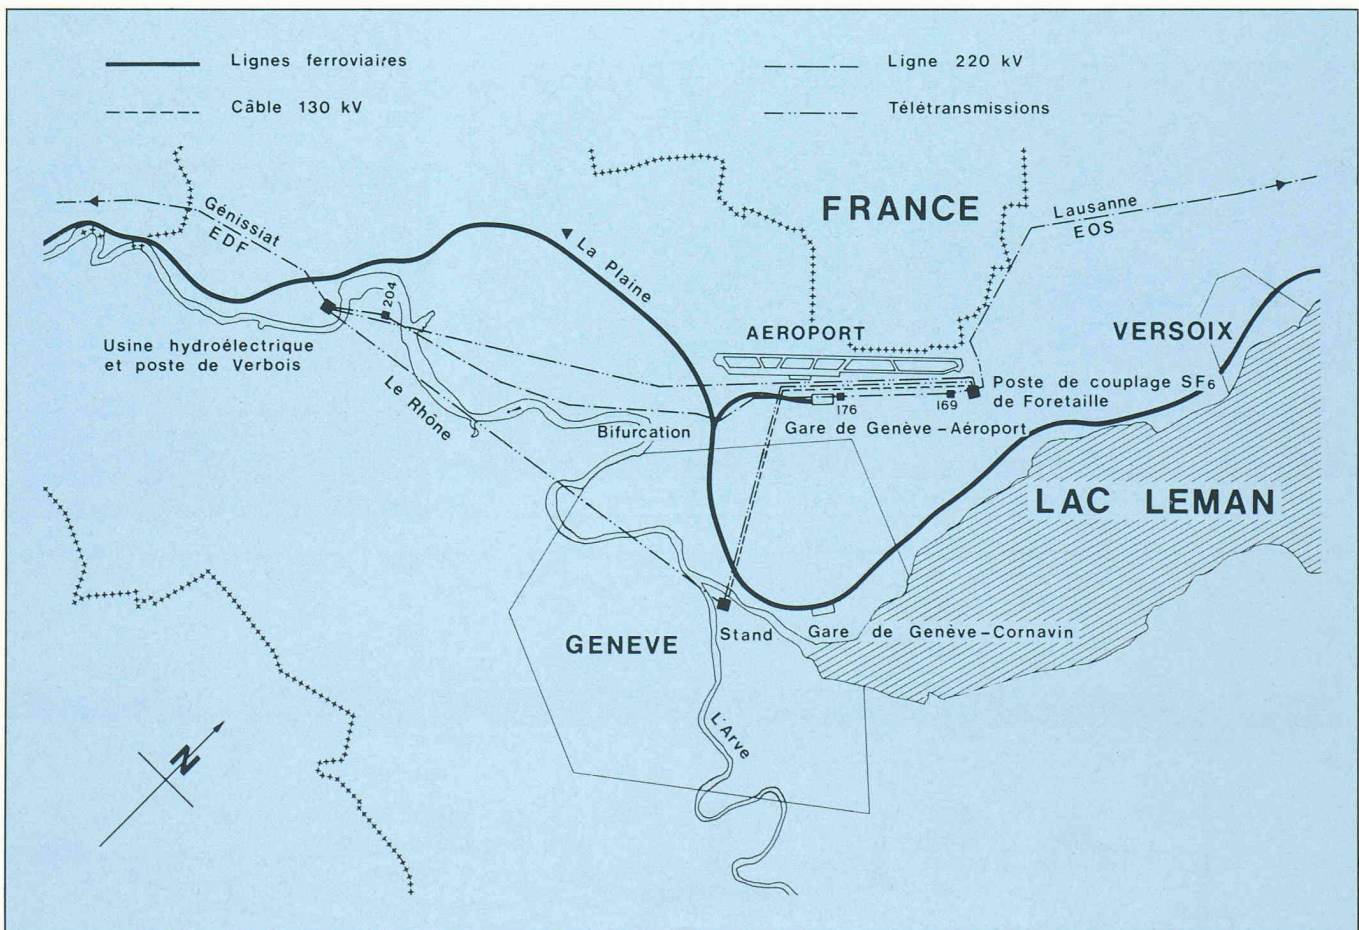 Lignes ferroviaires
Ligne 220 kV
Câble 130 kV
Télétransmissions
FRANCE
Génissiat
EDF
Lausanne
EOS
La Plaine
204
VERSOIX
AEROPORT
Usine hydroélectrique
et poste de Verbois
Poste de couplage SF6
de Foretaille
Le Rhône
176
169
Bifurcation
Gare de Genève-Aéroport
LAC LEMAN
GENEVE
Stand
Gare de Genève-Cornavin
L'Arve
N